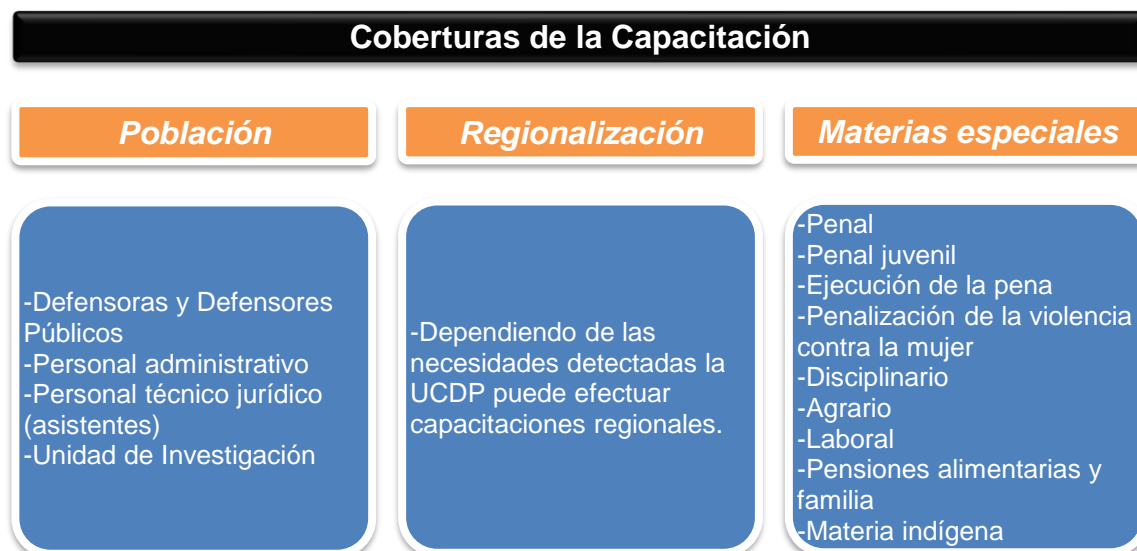 Coberturas de la Capacitación
Población
Regionalización
Materias especiales
-Defensoras y Defensores
Públicos
-Personal administrativo
-Personal técnico jurídico
(asistentes)
-Unidad de Investigación
-Dependiendo de las
necesidades detectadas la
UCDP puede efectuar
capacitaciones regionales.
-Penal
-Penal juvenil
-Ejecución de la pena
-Penalización de la violencia
contra la mujer
-Disciplinario
-Agrario
-Laboral
-Pensiones alimentarias y
familia
-Materia indígena